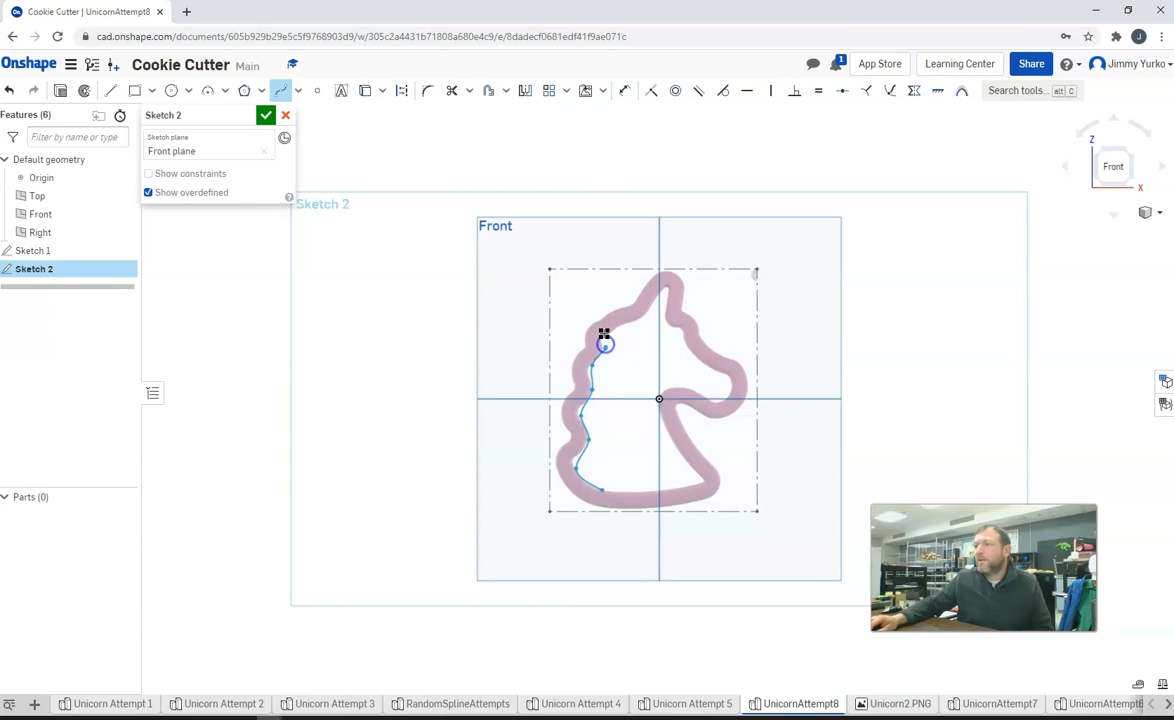 Cookie Cutter | UnicornAttempt8
cad.onshape.com/documents/605b929b29e5c5f9768903d9/w/305c2a4431b71808a680e4c9/e/8dadecf0681edf41f9ae071c
J
Onshape
Cookie Cutter Main
1
App Store
Learning Center
Share
Jimmy Yurko
Search tools...
alt C
Features (6)
Filter by name or type
Default geometry
Origin
Top
Front
Right
Sketch 1
Sketch 2
Sketch 2
Sketch plane
Front plane
Show constraints
Show overdefined
Sketch 2
Front
Z
Front
X
Parts (0)
Unicorn Attempt 1
Unicorn Attempt 2
Unicorn Attempt 3
RandomSplineAttempts
Unicorn Attempt 4
Unicorn Attempt 5
UnicornAttempt8
Unicorn2.PNG
UnicornAttempt7